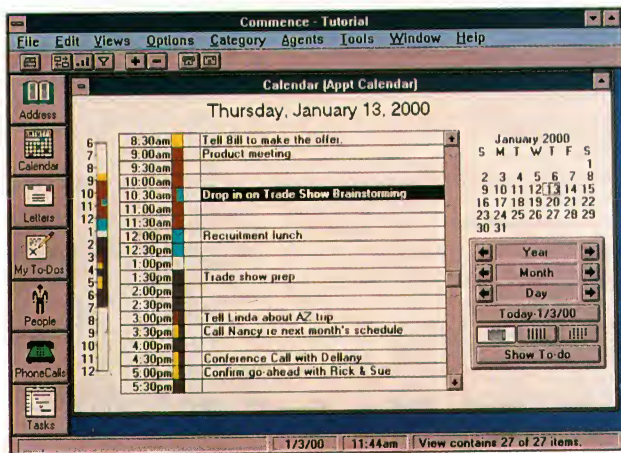 Commence - Tutorial
File Edit Views Options Category Agents Tools Window Help
Calendar (Appt Calendar)
Address
Calendar
Letters
My To-Dos
People
PhoneCalls
Tasks
Thursday, January 13, 2000
6
7
8
9
10
11
12
1
2
3
4
5
6
7
8
9
10
11
12
8:30am Tell Bill to make the offer.
9:00am Product meeting
9:30am
10:00am
10:30am Drop in on Trade Show Brainstorming
11:00am
11:30am
12:00pm Recruitment lunch
12:30pm
1:00pm
1:30pm Trade show prep
2:00pm
2:30pm
3:00pm Tell Linda about AZ trip
3:30pm Call Nancy re next month's schedule
4:00pm
4:30pm Conference Call with Dellany
5:00pm Confirm go-ahead with Rick & Sue
5:30pm
January 2000
S M T W T F S
1
2 3 4 5 6 7 8
9 10 11 12 13 14 15
16 17 18 19 20 21 22
23 24 25 26 27 28 29
30 31
Year
Month
Day
Today-1/3/00
Show To-do
1/3/00 11:44am View contains 27 of 27 items.